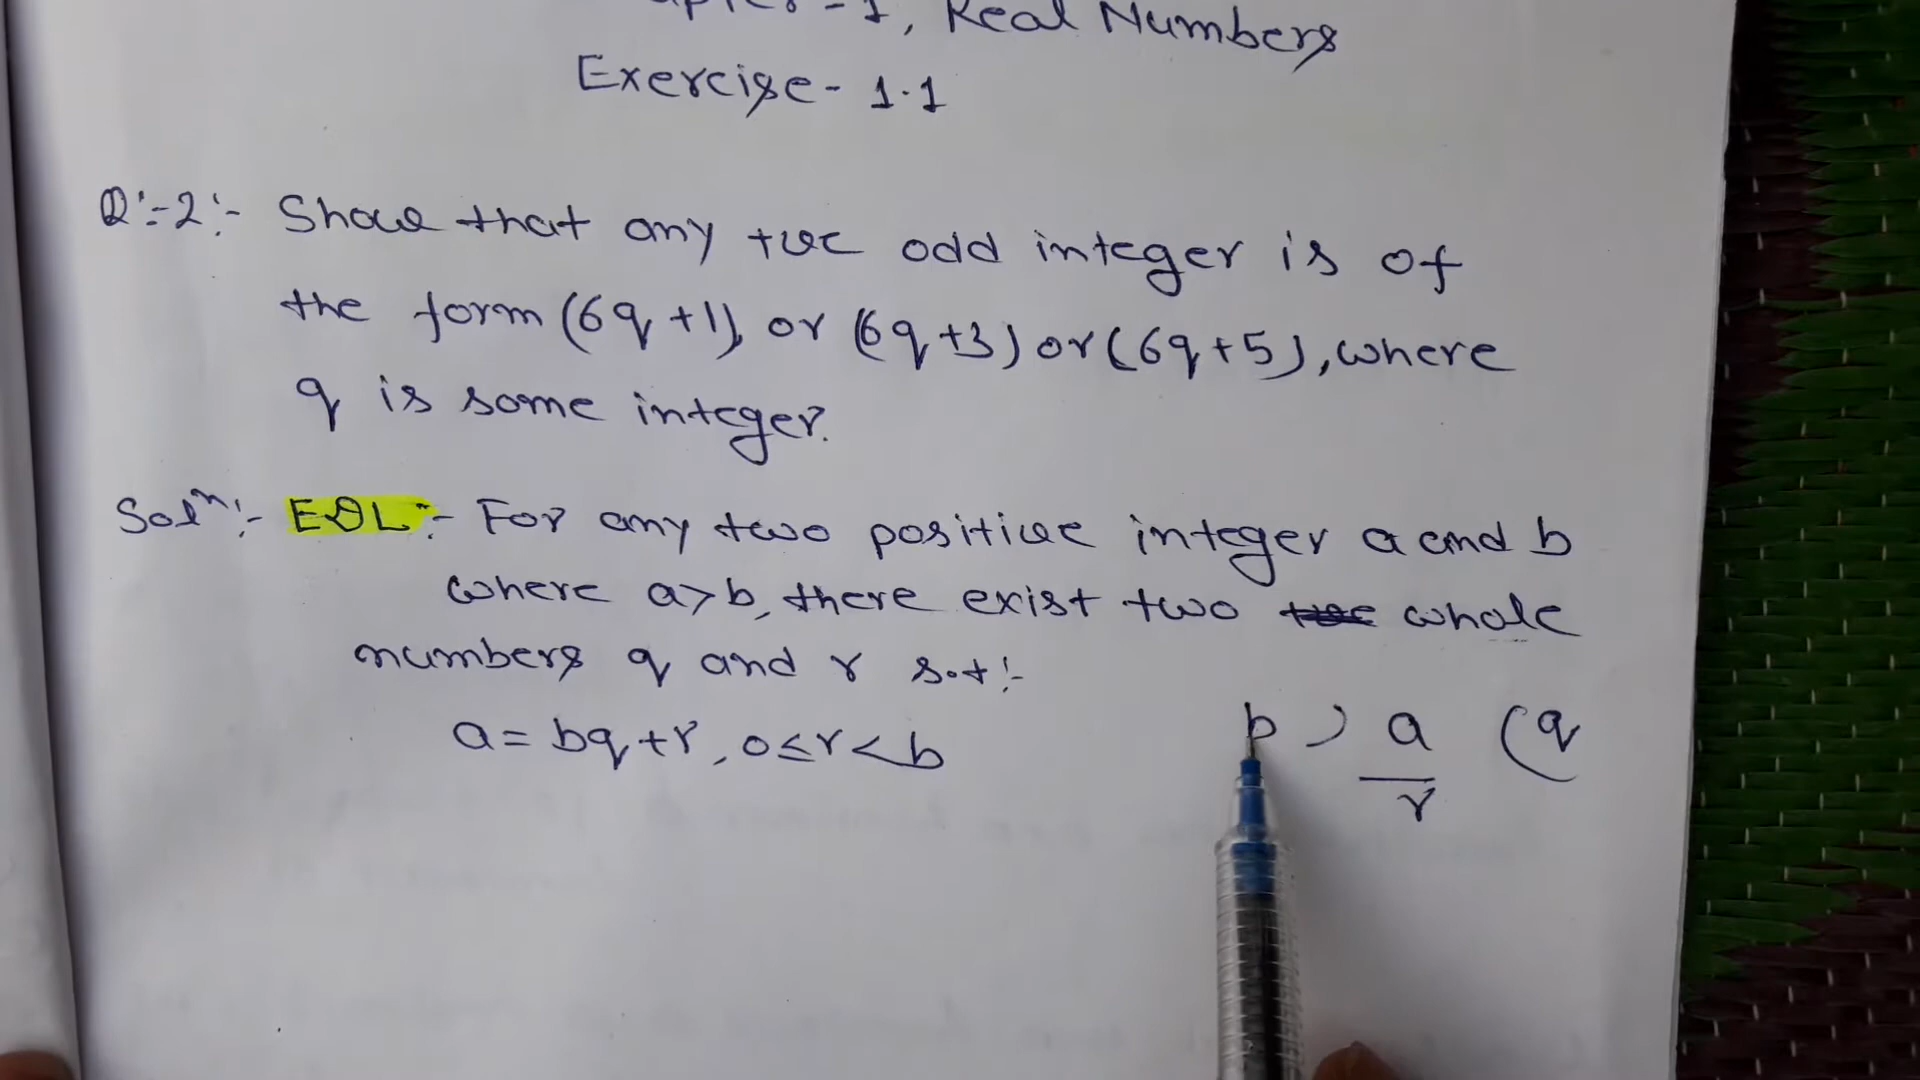 -1, Real Numbers
Exercise- 1.1
Q:-2:- Show that any +ve odd integer is of
the form (6q+1), or (6q+3) or (6q+5), where
q is some integer.
Solⁿ:- EDL:- For any two positive integer a and b
where a>b, there exist two whole
numbers q and r s.t:-
a = bq+r, 0≤r<b
b ) a ( q
r